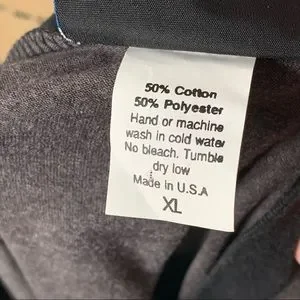 50% Cotton
50% Polyester
Hand or machine
wash in cold water
No bleach. Tumble
dry low
Made in U.S.A
XL